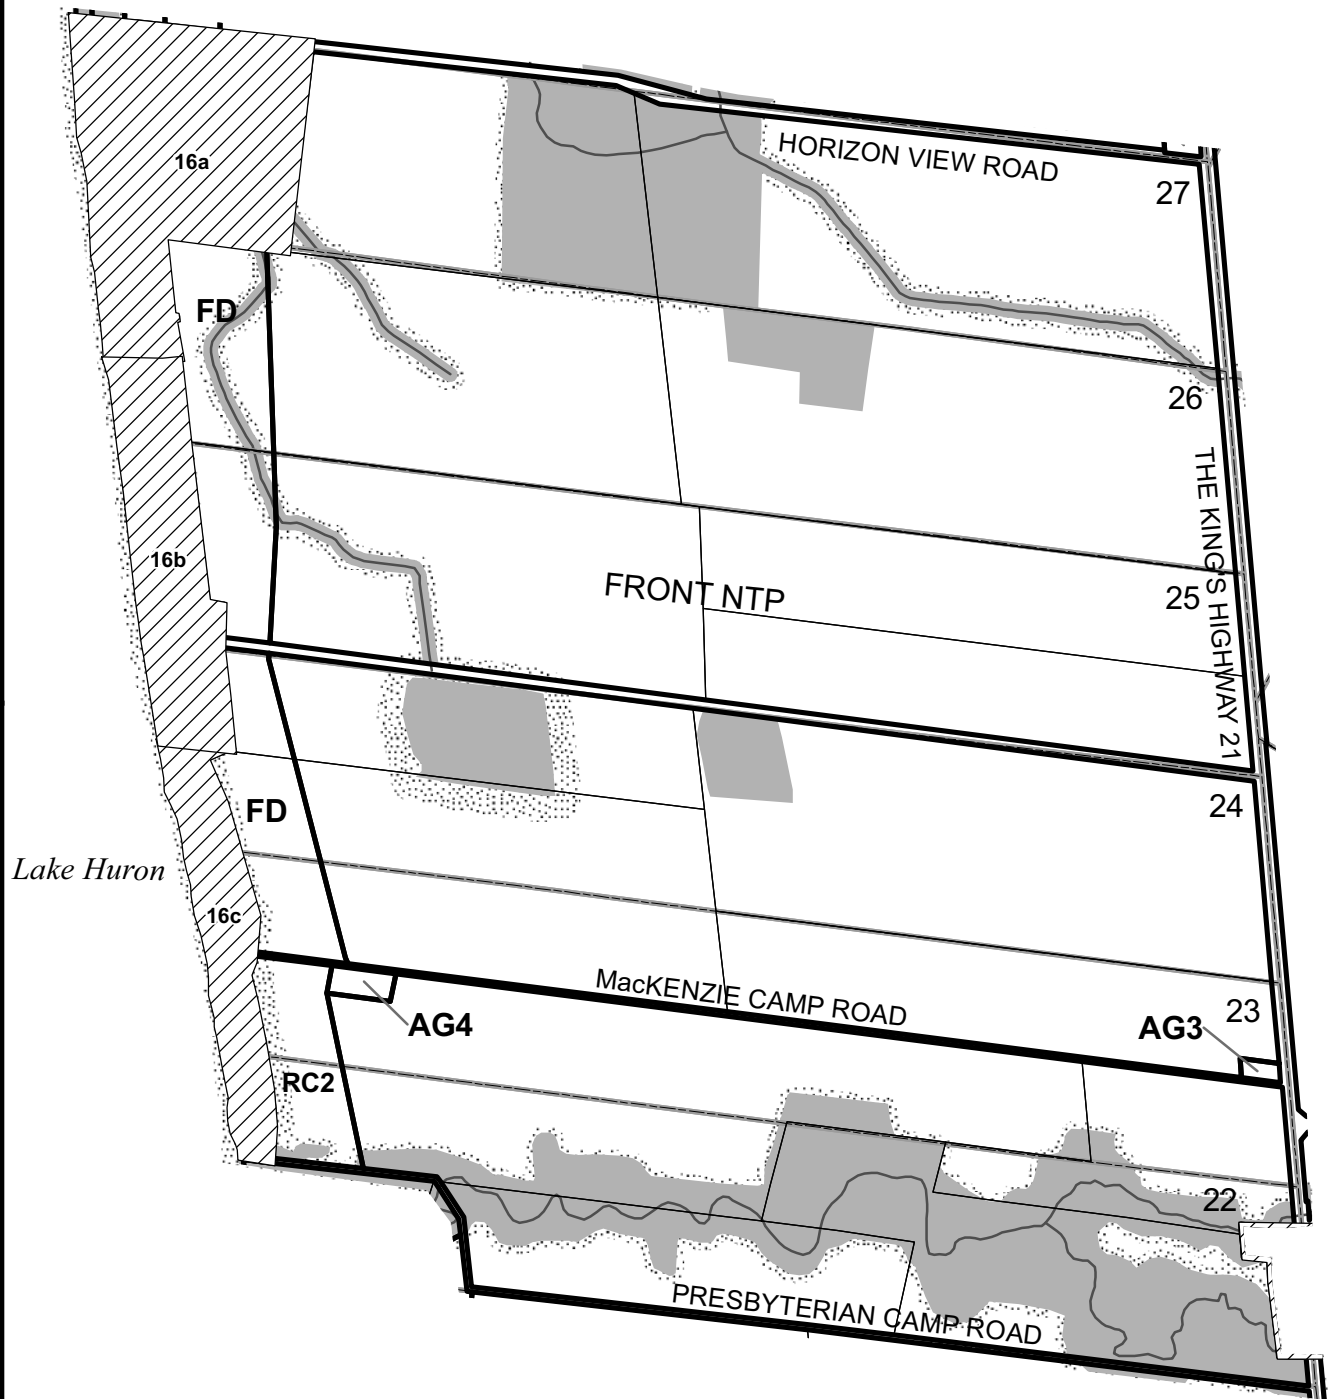 HORIZON VIEW ROAD
16a
27
FD
26
THE KING'S HIGHWAY 21
16b
FRONT NTP
25
24
FD
Lake Huron
16c
MacKENZIE CAMP ROAD
23
AG4
AG3
RC2
22
PRESBYTERIAN CAMP ROAD